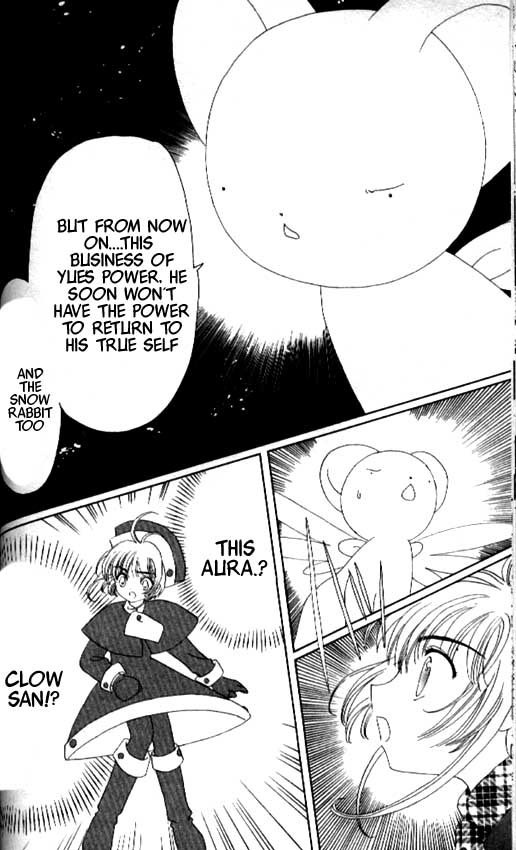 BUT FROM NOW
ON....THIS
BUSINESS OF
YUES POWER. HE
SOON WON'T
HAVE THE POWER
TO RETURN TO
HIS TRUE SELF
AND
THE
SNOW
RABBIT
TOO
THIS
AURA.?
CLOW
SAN!?